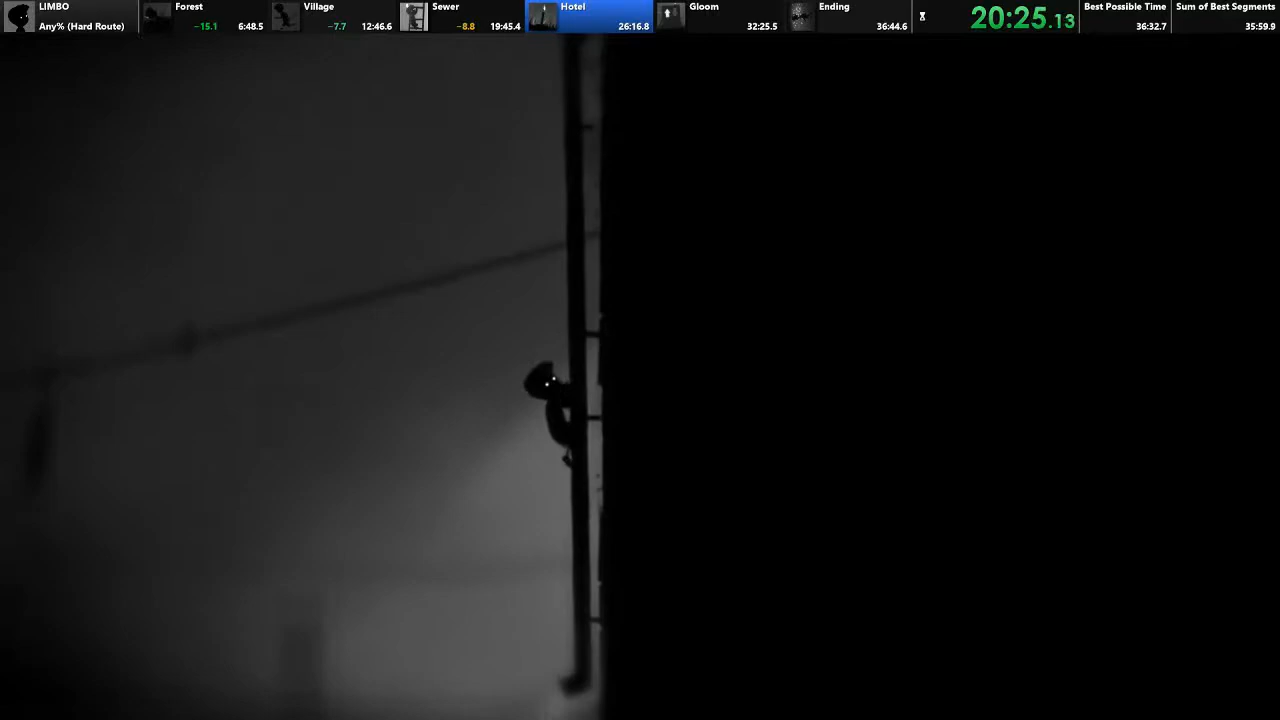 LIMBO
Any% (Hard Route)
Forest
−15.1 6:48.5
Village
−7.7 12:46.6
Sewer
−8.8 19:45.4
Hotel
26:16.8
Gloom
32:25.5
Ending
36:44.6
20:25.13
Best Possible Time
36:32.7
Sum of Best Segments
35:59.9